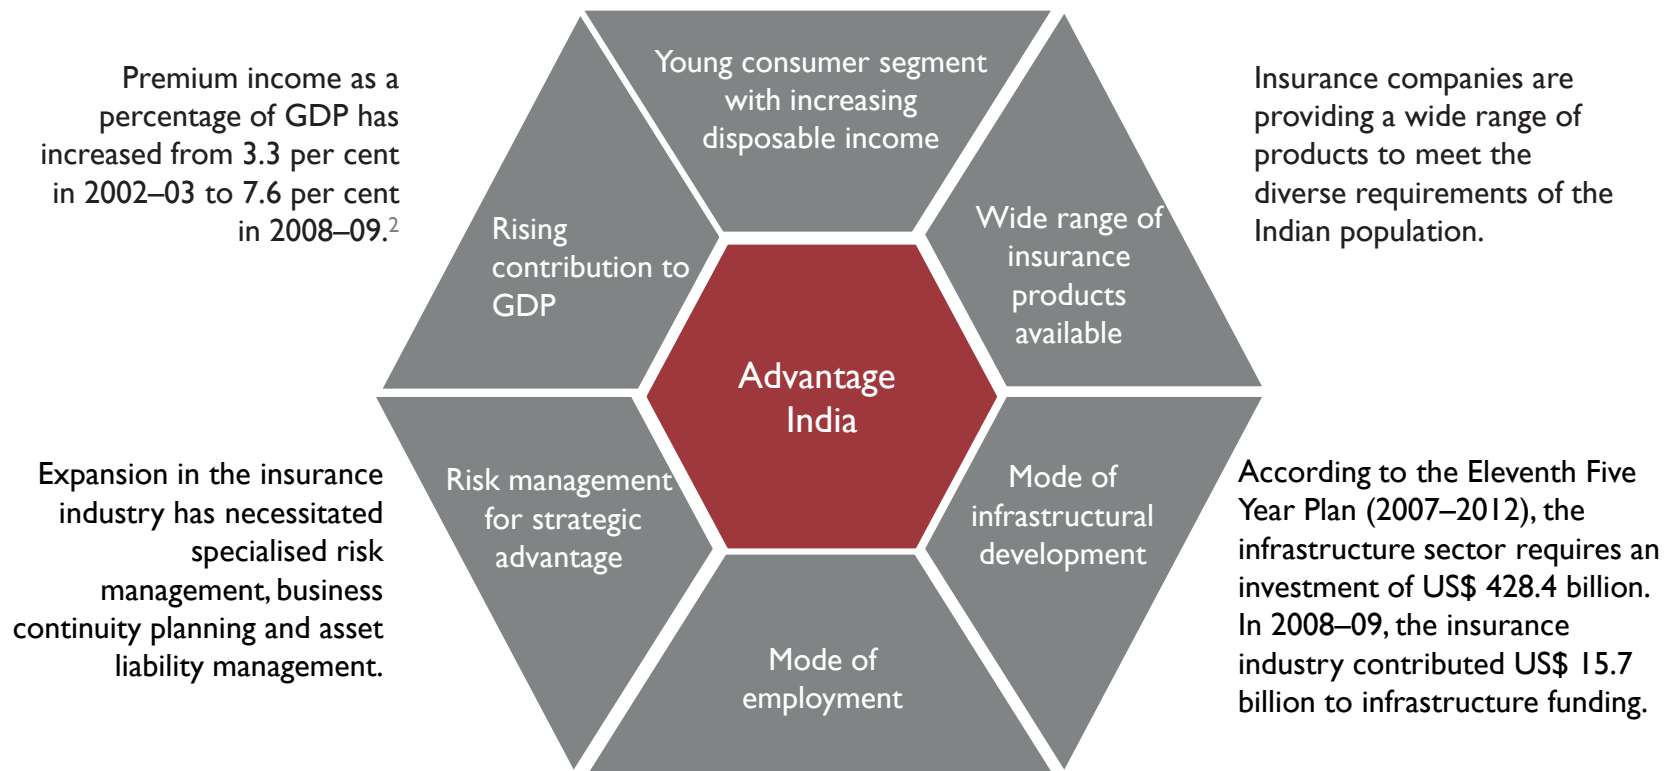 Premium income as a
percentage of GDP has
increased from 3.3 per cent
in 2002–03 to 7.6 per cent
in 2008–09.2
Young consumer segment
with increasing
disposable income
Insurance companies are
providing a wide range of
products to meet the
diverse requirements of the
Indian population.
Rising
contribution to
GDP
Wide range of
insurance
products
available
Advantage
India
Expansion in the insurance
industry has necessitated
specialised risk
management, business
continuity planning and asset
liability management.
Risk management
for strategic
advantage
Mode of
infrastructural
development
According to the Eleventh Five
Year Plan (2007–2012), the
infrastructure sector requires an
investment of US$ 428.4 billion.
In 2008–09, the insurance
industry contributed US$ 15.7
billion to infrastructure funding.
Mode of
employment